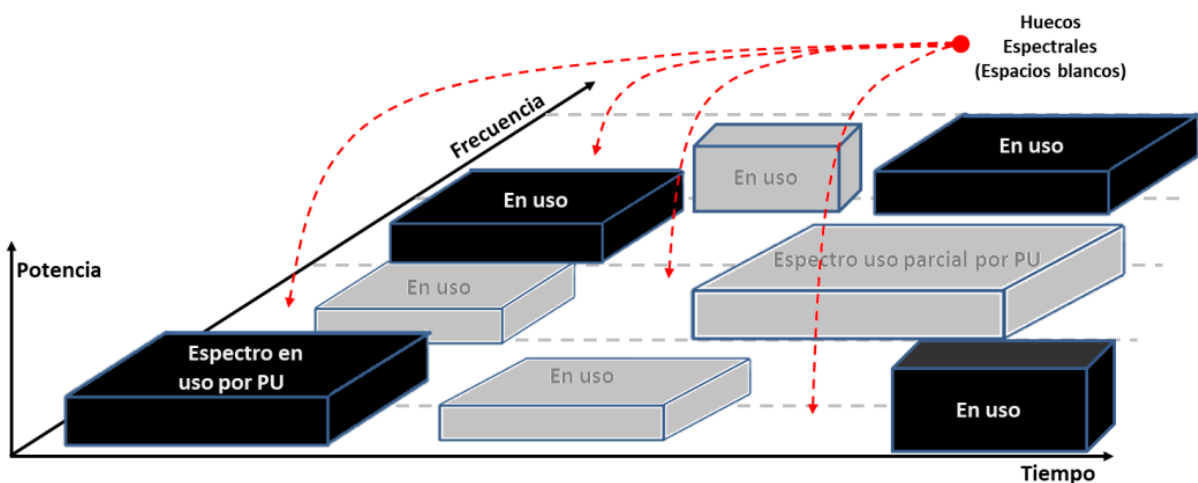 Huecos
Espectrales
(Espacios blancos)
Frecuencia
En uso
En uso
En uso
Potencia
Espectro uso parcial por PU
En uso
Espectro en
uso por PU
En uso
En uso
Tiempo